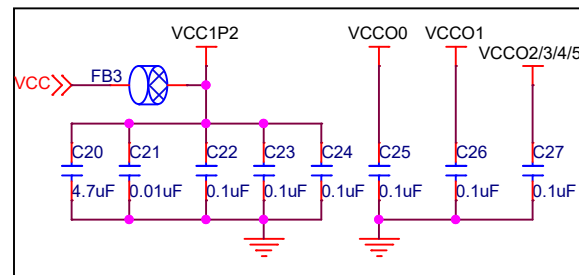 VCC1P2 VCCO0 VCCO1
VCCO2/3/4/5
FB3
VCC
C20 C21 C22 C23 C24 C25 C26 C27
4.7uF 0.01uF 0.1uF 0.1uF 0.1uF 0.1uF 0.1uF 0.1uF